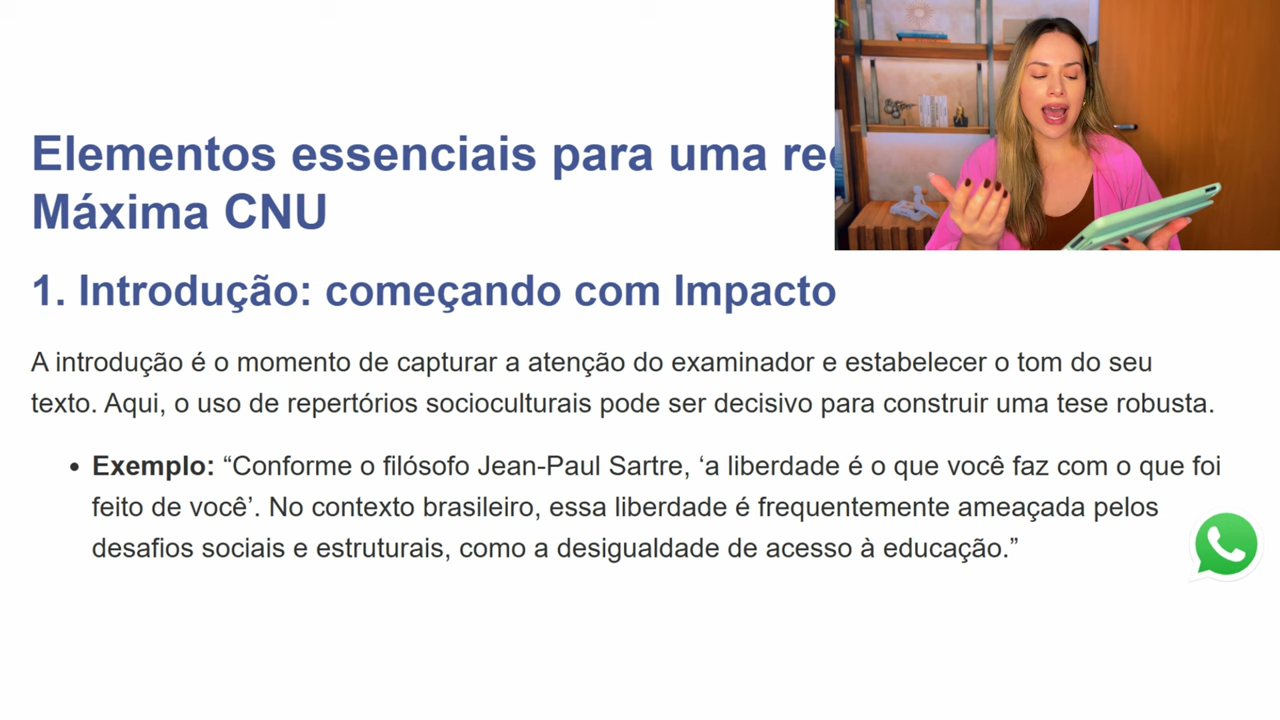 Elementos essenciais para uma
Máxima CNU
1. Introdução: começando com Impacto
A introdução é o momento de capturar a atenção do examinador e estabelecer o tom do seu
texto. Aqui, o uso de repertórios socioculturais pode ser decisivo para construir uma tese robusta.
• Exemplo: “Conforme o filósofo Jean-Paul Sartre, ‘a liberdade é o que você faz com o que foi
feito de você’. No contexto brasileiro, essa liberdade é frequentemente ameaçada pelos
desafios sociais e estruturais, como a desigualdade de acesso à educação.”